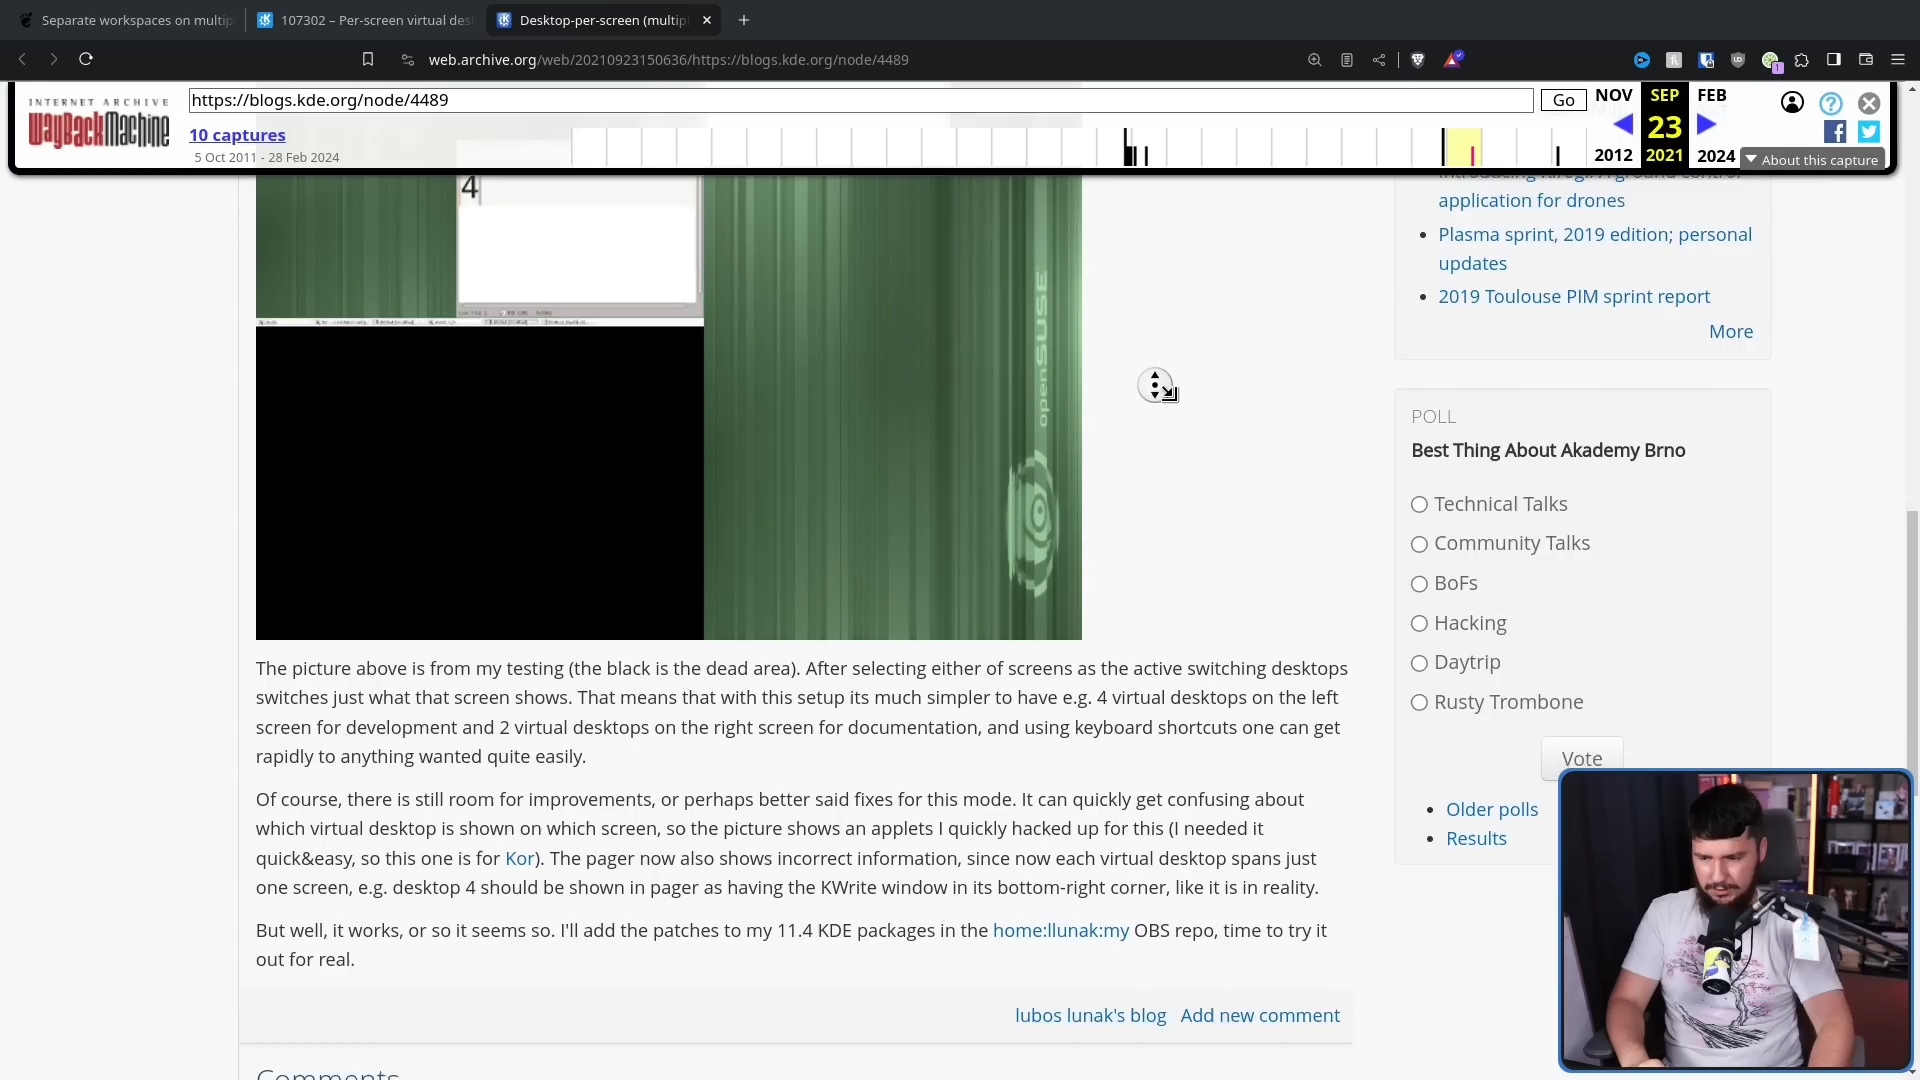 Separate workspaces on multip
107302 – Per-screen virtual des
Desktop-per-screen (multip
web.archive.org/web/20210923150636/https://blogs.kde.org/node/4489
INTERNET ARCHIVE
WayBackMachine
https://blogs.kde.org/node/4489
Go
NOV
SEP
FEB
10 captures
23
5 Oct 2011 - 28 Feb 2024
2012
2021
2024
About this capture
4
openSUSE
application for drones
Plasma sprint, 2019 edition; personal
updates
2019 Toulouse PIM sprint report
More
POLL
Best Thing About Akademy Brno
Technical Talks
Community Talks
BoFs
Hacking
Daytrip
Rusty Trombone
Vote
Older polls
Results
The picture above is from my testing (the black is the dead area). After selecting either of screens as the active switching desktops
switches just what that screen shows. That means that with this setup its much simpler to have e.g. 4 virtual desktops on the left
screen for development and 2 virtual desktops on the right screen for documentation, and using keyboard shortcuts one can get
rapidly to anything wanted quite easily.
Of course, there is still room for improvements, or perhaps better said fixes for this mode. It can quickly get confusing about
which virtual desktop is shown on which screen, so the picture shows an applets I quickly hacked up for this (I needed it
quick&easy, so this one is for Kor). The pager now also shows incorrect information, since now each virtual desktop spans just
one screen, e.g. desktop 4 should be shown in pager as having the KWrite window in its bottom-right corner, like it is in reality.
But well, it works, or so it seems so. I'll add the patches to my 11.4 KDE packages in the home:llunak:my OBS repo, time to try it
out for real.
lubos lunak's blog
Add new comment
Comments